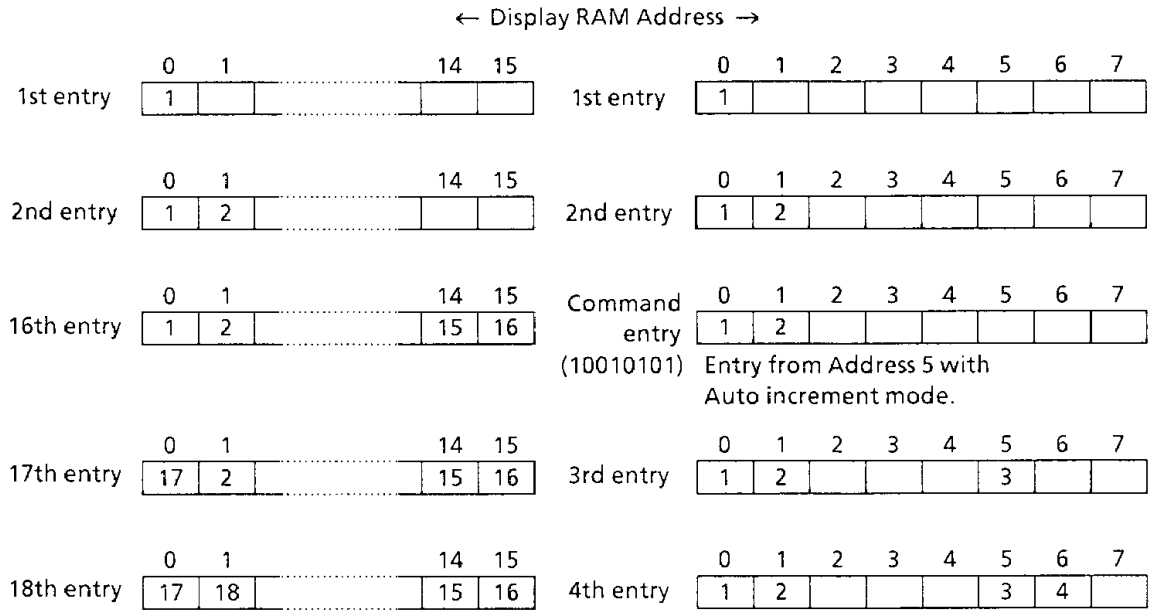 ← Display RAM Address →
0 1 14 15
1st entry 1
0 1 2 3 4 5 6 7
1st entry 1
0 1 14 15
2nd entry 1 2
0 1 2 3 4 5 6 7
2nd entry 1 2
0 1 14 15
16th entry 1 2 15 16
0 1 2 3 4 5 6 7
Command
entry 1 2
(10010101) Entry from Address 5 with
Auto increment mode.
0 1 14 15
17th entry 17 2 15 16
0 1 2 3 4 5 6 7
3rd entry 1 2 3
0 1 14 15
18th entry 17 18 15 16
0 1 2 3 4 5 6 7
4th entry 1 2 3 4